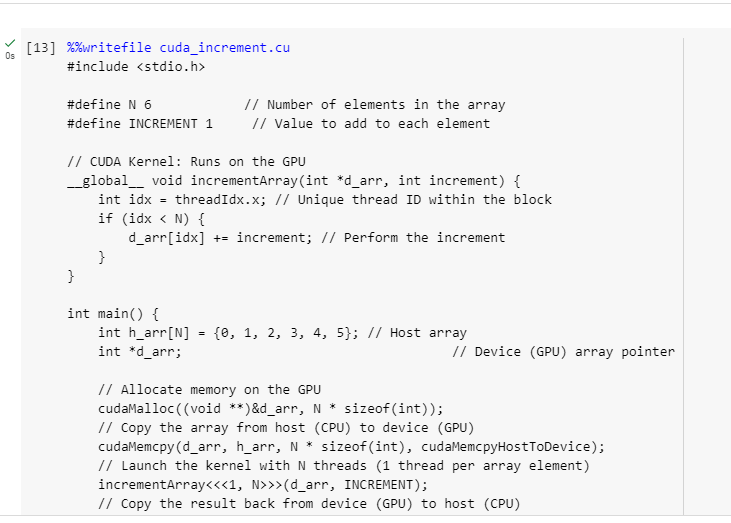 [13] %%writefile cuda_increment.cu
0s
#include <stdio.h>
#define N 6 // Number of elements in the array
#define INCREMENT 1 // Value to add to each element
// CUDA Kernel: Runs on the GPU
__global__ void incrementArray(int *d_arr, int increment) {
int idx = threadIdx.x; // Unique thread ID within the block
if (idx < N) {
d_arr[idx] += increment; // Perform the increment
}
}
int main() {
int h_arr[N] = {0, 1, 2, 3, 4, 5}; // Host array
int *d_arr; // Device (GPU) array pointer
// Allocate memory on the GPU
cudaMalloc((void **)&d_arr, N * sizeof(int));
// Copy the array from host (CPU) to device (GPU)
cudaMemcpy(d_arr, h_arr, N * sizeof(int), cudaMemcpyHostToDevice);
// Launch the kernel with N threads (1 thread per array element)
incrementArray<<<1, N>>>(d_arr, INCREMENT);
// Copy the result back from device (GPU) to host (CPU)